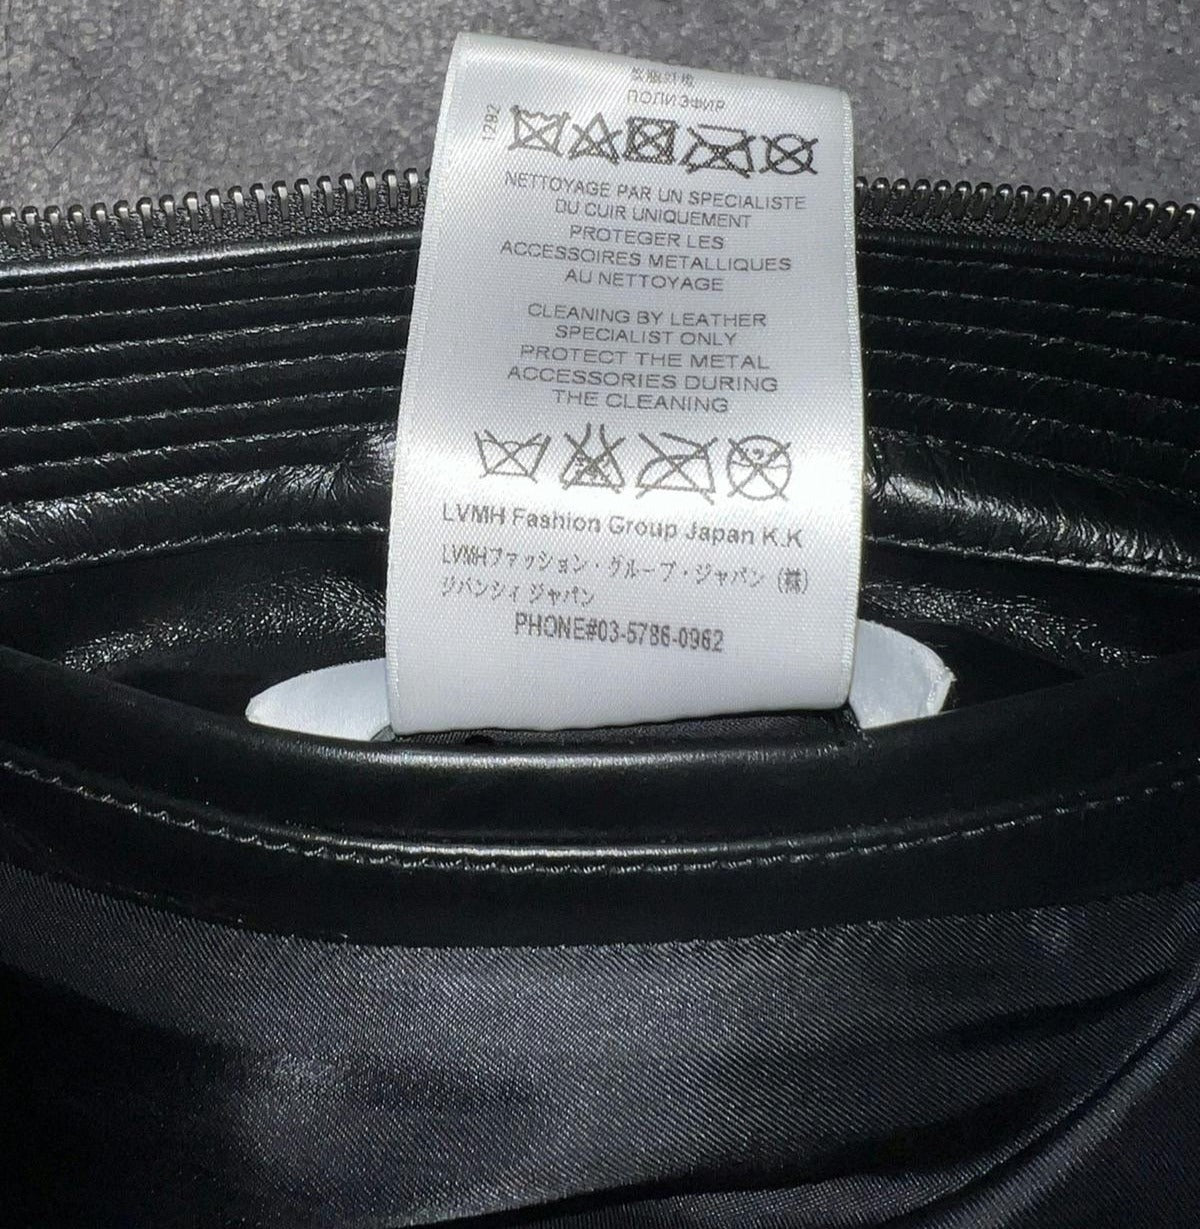 ПОЛИЭФИР
1292
NETTOYAGE PAR UN SPECIALISTE
DU CUIR UNIQUEMENT
PROTEGER LES
ACCESSOIRES METALLIQUES
AU NETTOYAGE
CLEANING BY LEATHER
SPECIALIST ONLY
PROTECT THE METAL
ACCESSORIES DURING
THE CLEANING
LVMH Fashion Group Japan K.K
LVMHファッション・グループ・ジャパン (株)
ジバンシィ ジャパン
PHONE#03-5786-0962